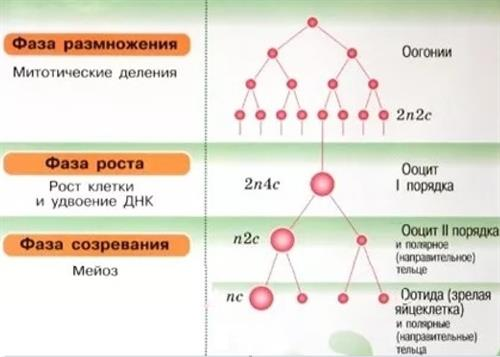 Фаза размножения
Митотические деления
Оогонии
2n2c
Фаза роста
Рост клетки
и удвоение ДНК
2n4c
Ооцит
I порядка
Фаза созревания
Мейоз
n2c
Ооцит II порядка
и полярное
(направительное)
тельце
nc
Оотида (зрелая
яйцеклетка)
и полярные
(направительные)
тельца